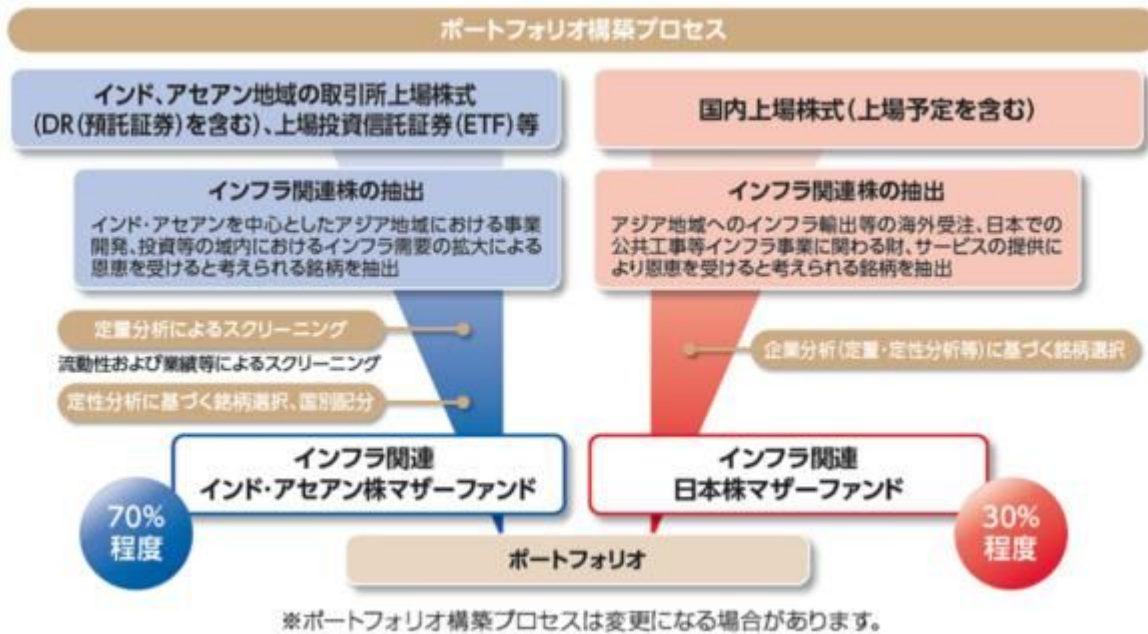 ポートフォリオ構築プロセス
インド、アセアン地域の取引所上場株式
(DR(預託証券)を含む)、上場投資信託証券(ETF)等
インフラ関連株の抽出
インド・アセアンを中心としたアジア地域における事業
開発、投資等の域内におけるインフラ需要の拡大による
恩恵を受けると考えられる銘柄を抽出
定量分析によるスクリーニング
流動性および業績等によるスクリーニング
定性分析に基づく銘柄選択、国別配分
インフラ関連
インド・アセアン株マザーファンド
70%
程度
国内上場株式(上場予定を含む)
インフラ関連株の抽出
アジア地域へのインフラ輸出等の海外受注、日本での
公共工事等インフラ事業に関わる財、サービスの提供に
より恩恵を受けると考えられる銘柄を抽出
企業分析(定量・定性分析等)に基づく銘柄選択
インフラ関連
日本株マザーファンド
30%
程度
ポートフォリオ
※ポートフォリオ構築プロセスは変更になる場合があります。